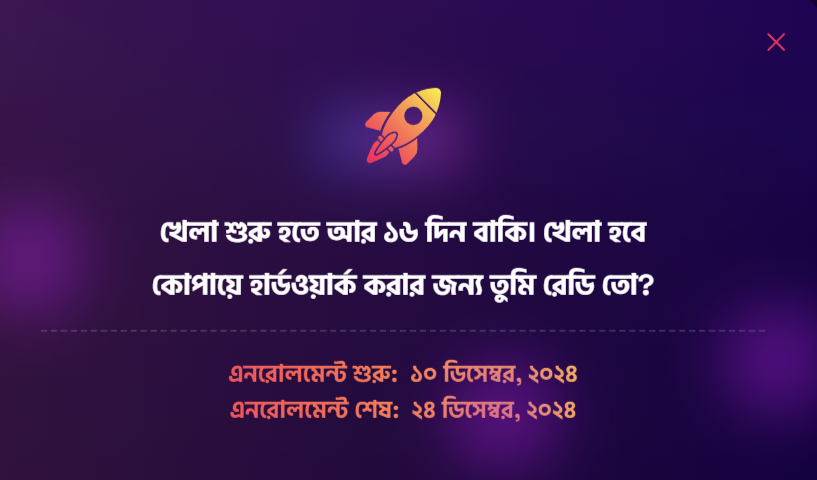 খেলা শুরু হতে আর ১৬ দিন বাকি। খেলা হবে
কোপায়ে হার্ডওয়ার্ক করার জন্য তুমি রেডি তো?
এনরোলমেন্ট শুরু: ১০ ডিসেম্বর, ২০২৪
এনরোলমেন্ট শেষ: ২৪ ডিসেম্বর, ২০২৪